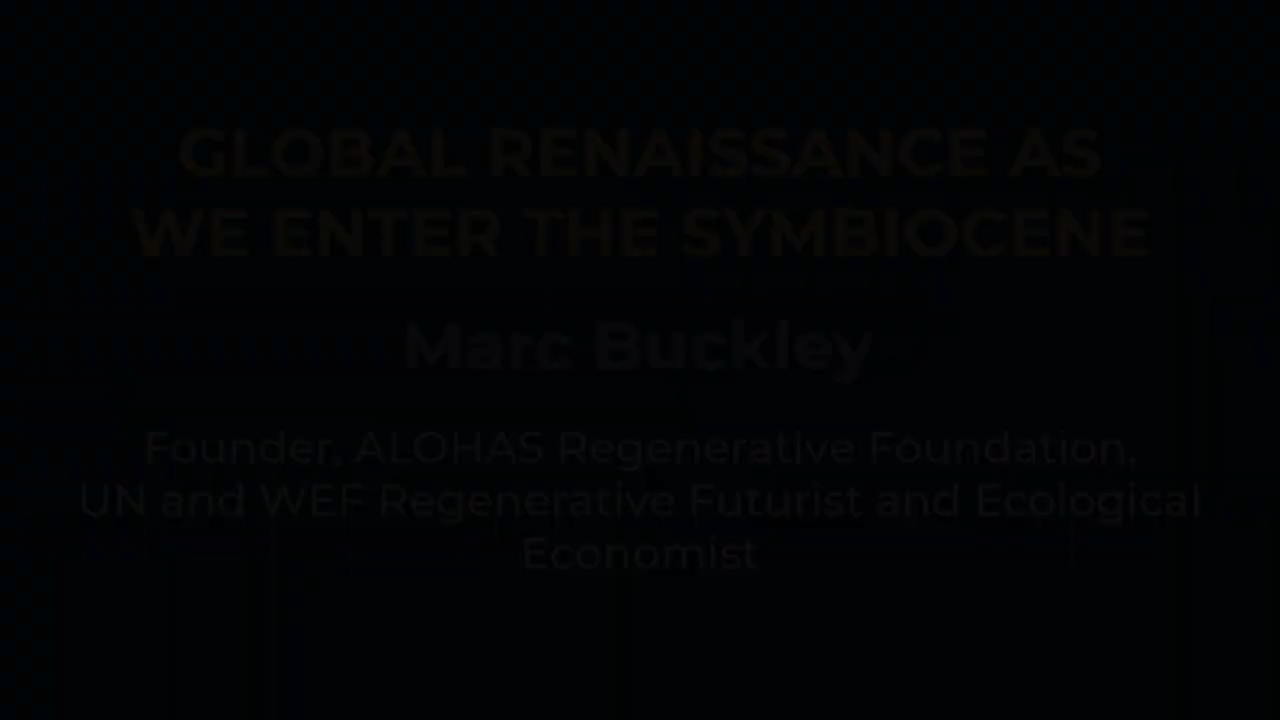 GLOBAL RENAISSANCE AS
WE ENTER THE SYMBIOCENE
Marc Buckley
Founder, ALOHAS Regenerative Foundation,
UN and WEF Regenerative Futurist and Ecological
Economist